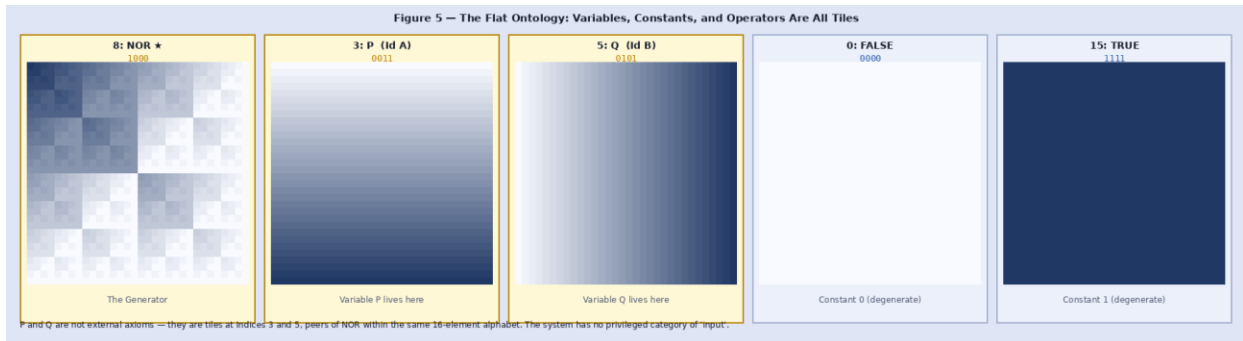 Figure 5 — The Flat Ontology: Variables, Constants, and Operators Are All Tiles
8: NOR ★
1000
The Generator
3: P (Id A)
0011
Variable P lives here
5: Q (Id B)
0101
Variable Q lives here
0: FALSE
0000
Constant 0 (degenerate)
15: TRUE
1111
Constant 1 (degenerate)
P and Q are not external axioms — they are tiles at indices 3 and 5, peers of NOR within the same 16-element alphabet. The system has no privileged category of 'input'.